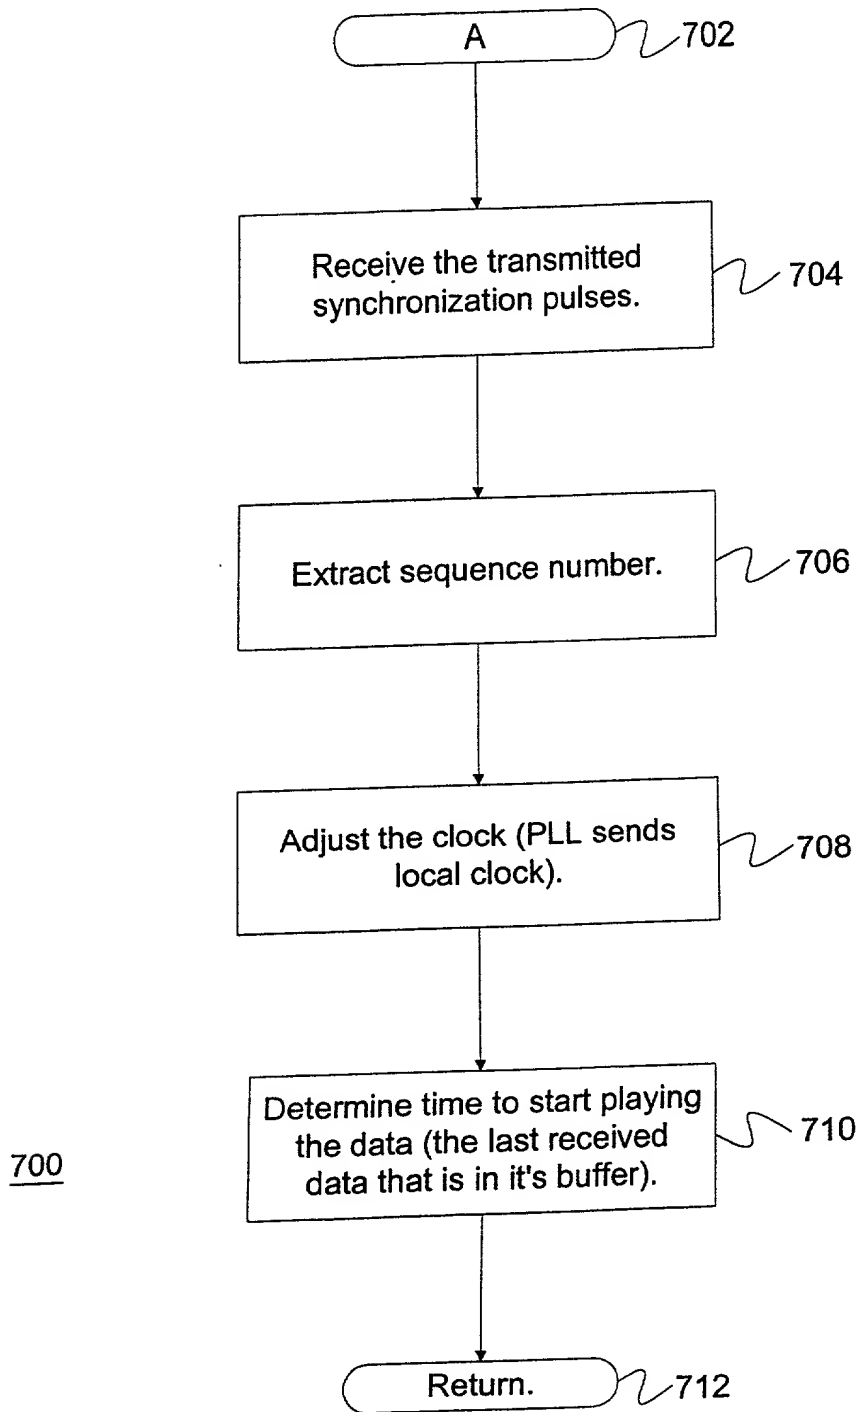 A
702
Receive the transmitted
synchronization pulses.
704
Extract sequence number.
706
Adjust the clock (PLL sends
local clock).
708
Determine time to start playing
the data (the last received
data that is in it's buffer).
710
700
Return.
712